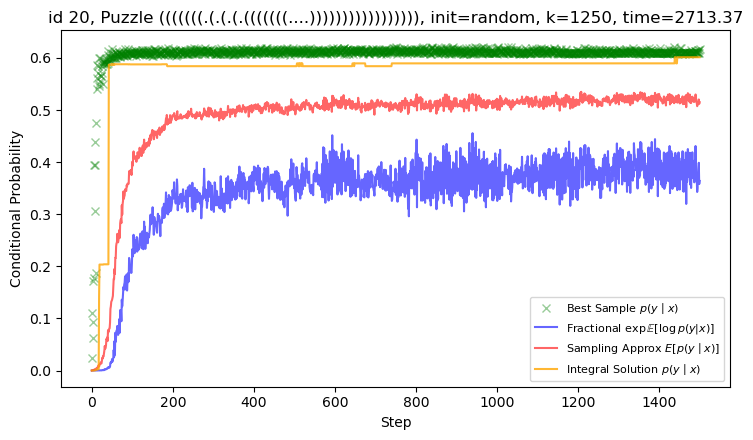 id 20, Puzzle (((((((.(.(.(.(((((((....))))))))))))))))), init=random, k=1250, time=2713.37
Conditional Probability
0.6
0.5
0.4
0.3
0.2
0.1
0.0
Best Sample p(y | x)
Fractional exp 𝔼[log p(y|x)]
Sampling Approx E[p(y | x)]
Integral Solution p(y | x)
0 200 400 600 800 1000 1200 1400
Step